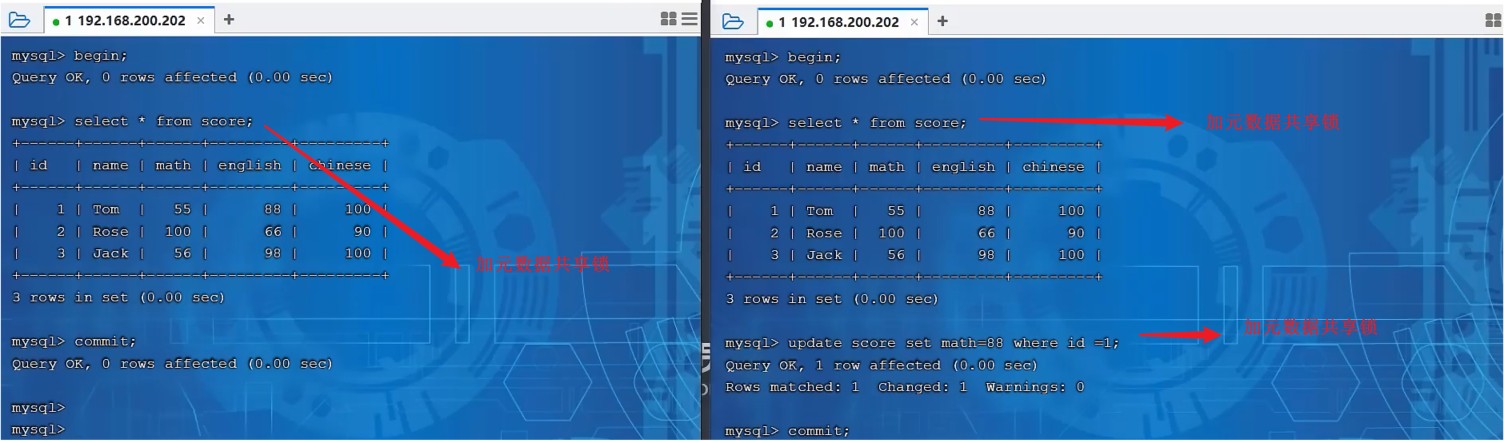 1 192.168.200.202
mysql> begin;
Query OK, 0 rows affected (0.00 sec)
mysql> select * from score;
+------+------+------+---------+---------+
| id   | name | math | english | chinese |
+------+------+------+---------+---------+
|    1 | Tom  |   55 |      88 |     100 |
|    2 | Rose |  100 |      66 |      90 |
|    3 | Jack |   56 |      98 |     100 |
+------+------+------+---------+---------+
加元数据共享锁
3 rows in set (0.00 sec)
mysql> commit;
Query OK, 0 rows affected (0.00 sec)
mysql>
mysql>
1 192.168.200.202
mysql> begin;
Query OK, 0 rows affected (0.00 sec)
mysql> select * from score;
加元数据共享锁
+------+------+------+---------+---------+
| id   | name | math | english | chinese |
+------+------+------+---------+---------+
|    1 | Tom  |   55 |      88 |     100 |
|    2 | Rose |  100 |      66 |      90 |
|    3 | Jack |   56 |      98 |     100 |
+------+------+------+---------+---------+
3 rows in set (0.00 sec)
加元数据共享锁
mysql> update score set math=88 where id =1;
Query OK, 1 row affected (0.00 sec)
Rows matched: 1  Changed: 1  Warnings: 0
mysql> commit;